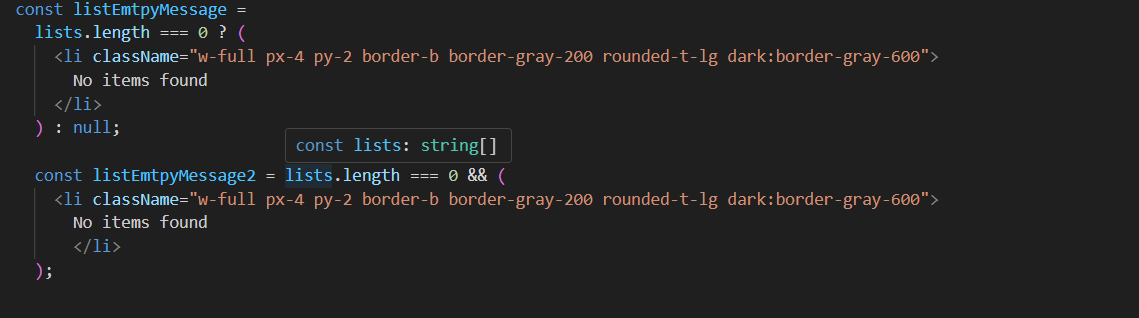 const listEmtpyMessage =
lists.length === 0 ? (
<li className="w-full px-4 py-2 border-b border-gray-200 rounded-t-lg dark:border-gray-600">
No items found
</li>
) : null;
const lists: string[]
const listEmtpyMessage2 = lists.length === 0 && (
<li className="w-full px-4 py-2 border-b border-gray-200 rounded-t-lg dark:border-gray-600">
No items found
</li>
);